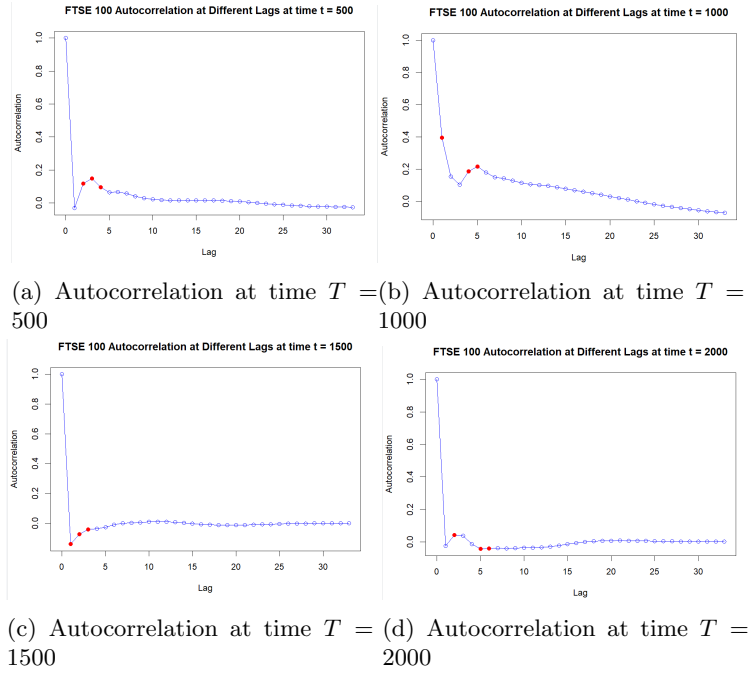 FTSE 100 Autocorrelation at Different Lags at time t = 500
1.0
0.8
0.6
0.4
0.2
0.0
Autocorrelation
0 5 10 15 20 25 30
Lag
(a) Autocorrelation at time T =
500
FTSE 100 Autocorrelation at Different Lags at time t = 1000
1.0
0.8
0.6
0.4
0.2
0.0
Autocorrelation
0 5 10 15 20 25 30
Lag
(b) Autocorrelation at time T =
1000
FTSE 100 Autocorrelation at Different Lags at time t = 1500
1.0
0.8
0.6
0.4
0.2
0.0
Autocorrelation
0 5 10 15 20 25 30
Lag
(c) Autocorrelation at time T =
1500
FTSE 100 Autocorrelation at Different Lags at time t = 2000
1.0
0.8
0.6
0.4
0.2
0.0
Autocorrelation
0 5 10 15 20 25 30
Lag
(d) Autocorrelation at time T =
2000